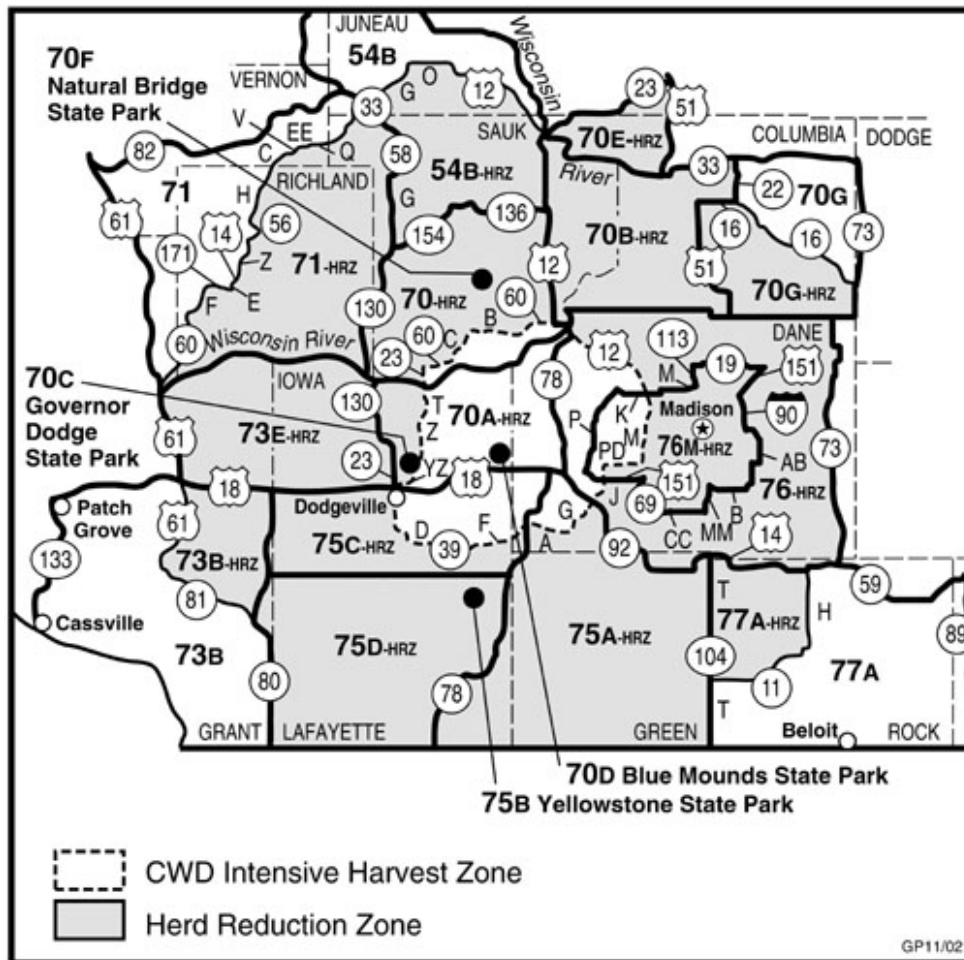 JUNEAU
54B
Wisconsin
70F
Natural Bridge
State Park
VERNON
G
O
12
23
51
V
EE
33
SAUK
70E-HRZ
COLUMBIA
DODGE
82
C
Q
58
River
33
71
RICHLAND
54B-HRZ
22
70G
61
H
56
G
136
16
14
154
70B-HRZ
16
73
171
Z
71-HRZ
12
51
F
E
130
70-HRZ
60
70G-HRZ
60
Wisconsin River
60
C
B
DANE
23
12
113
19
151
70C
Governor
Dodge
State Park
IOWA
130
T
70A-HRZ
78
M
K
Madison
90
73E-HRZ
Z
P
M
76M-HRZ
61
23
YZ
PD
AB
73
18
Dodgeville
18
151
76-HRZ
Patch
Grove
61
J
69
G
B
D
F
MM
133
73B-HRZ
75C-HRZ
39
A
92
CC
14
81
59
Cassville
T
H
73B
75D-HRZ
75A-HRZ
77A-HRZ
89
80
78
104
11
77A
T
GRANT
LAFAYETTE
GREEN
Beloit
ROCK
70D Blue Mounds State Park
75B Yellowstone State Park
CWD Intensive Harvest Zone
Herd Reduction Zone
GP11/02